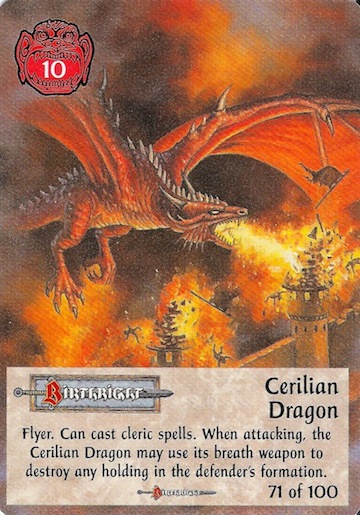 10
BIRTHRIGHT
Cerilian
Dragon
Flyer. Can cast cleric spells. When attacking, the
Cerilian Dragon may use its breath weapon to
destroy any holding in the defender's formation.
BIRTHRIGHT
71 of 100